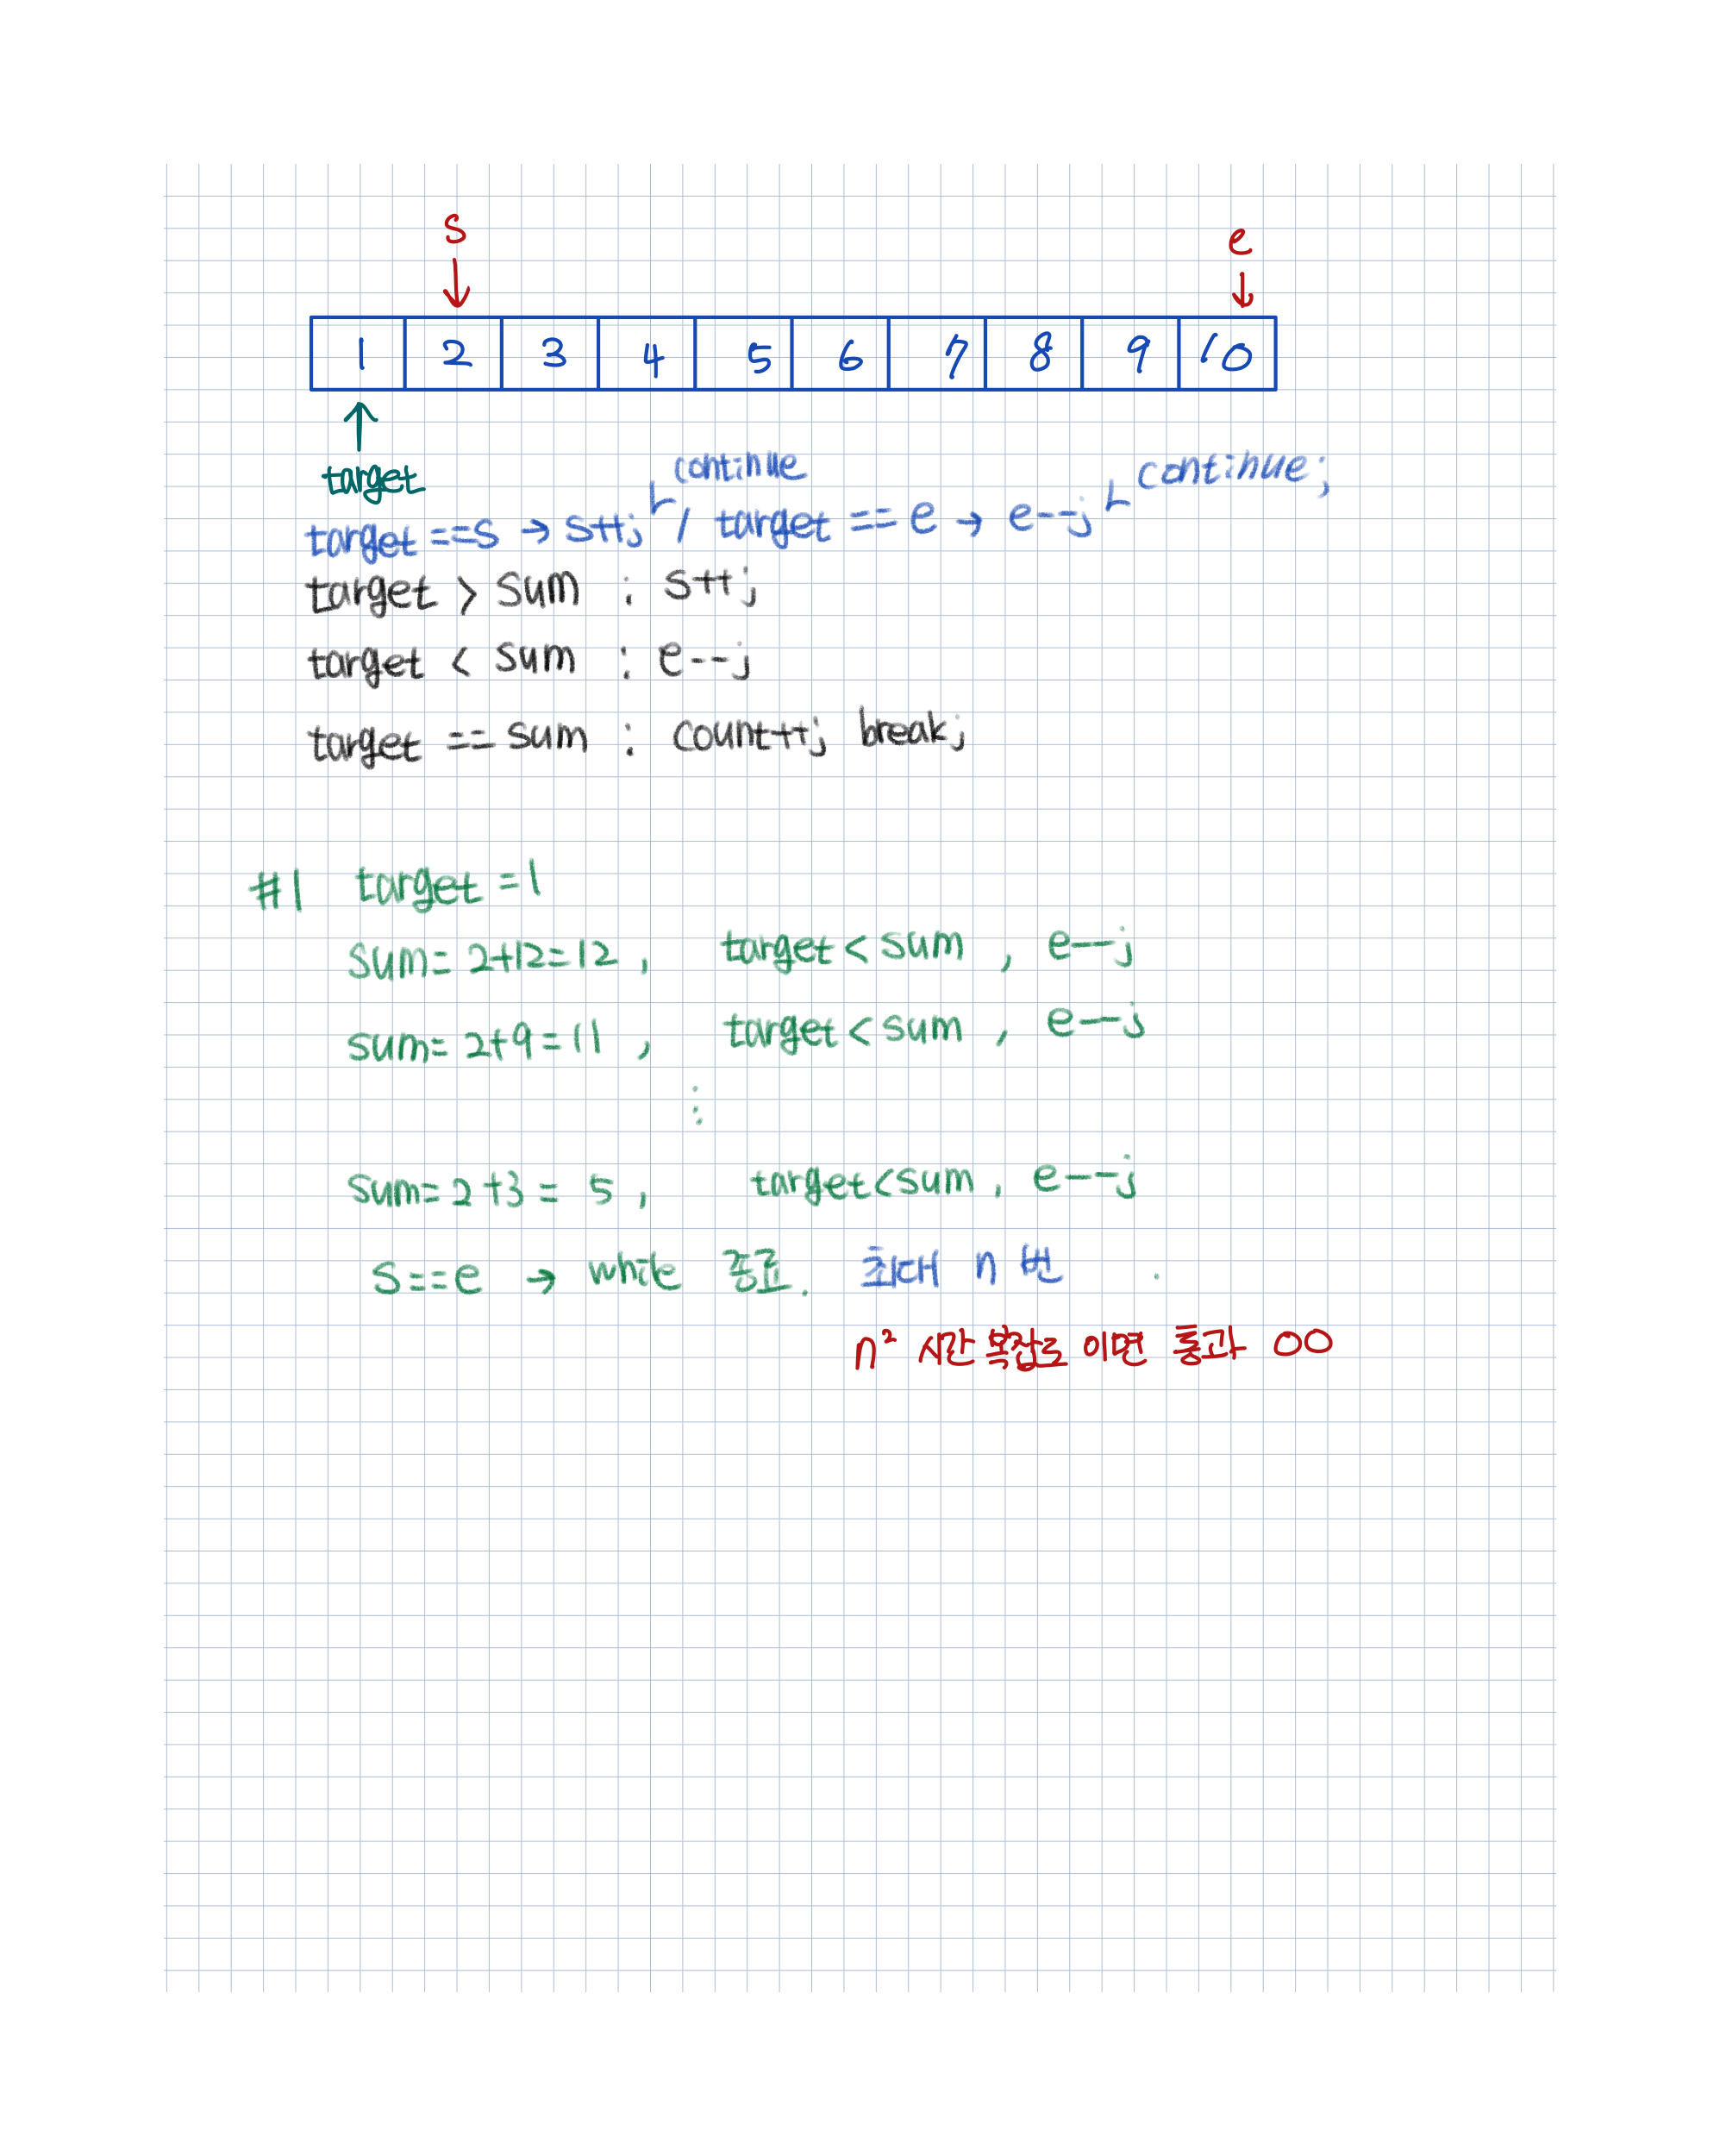 s e
1 2 3 4 5 6 7 8 9 10
target
continue continue;
target ==s → s++; / target == e → e--;
target > sum : s++;
target < sum : e--;
target == sum : count++; break;
#1 target =1
sum= 2+12=12, target < sum , e--;
sum= 2+9=11 , target < sum , e--;
⋮
sum=2+3= 5, target<sum, e--;
s==e → while 종료. 최대 n 번
n² 시간 복잡로 이면 통과 OO